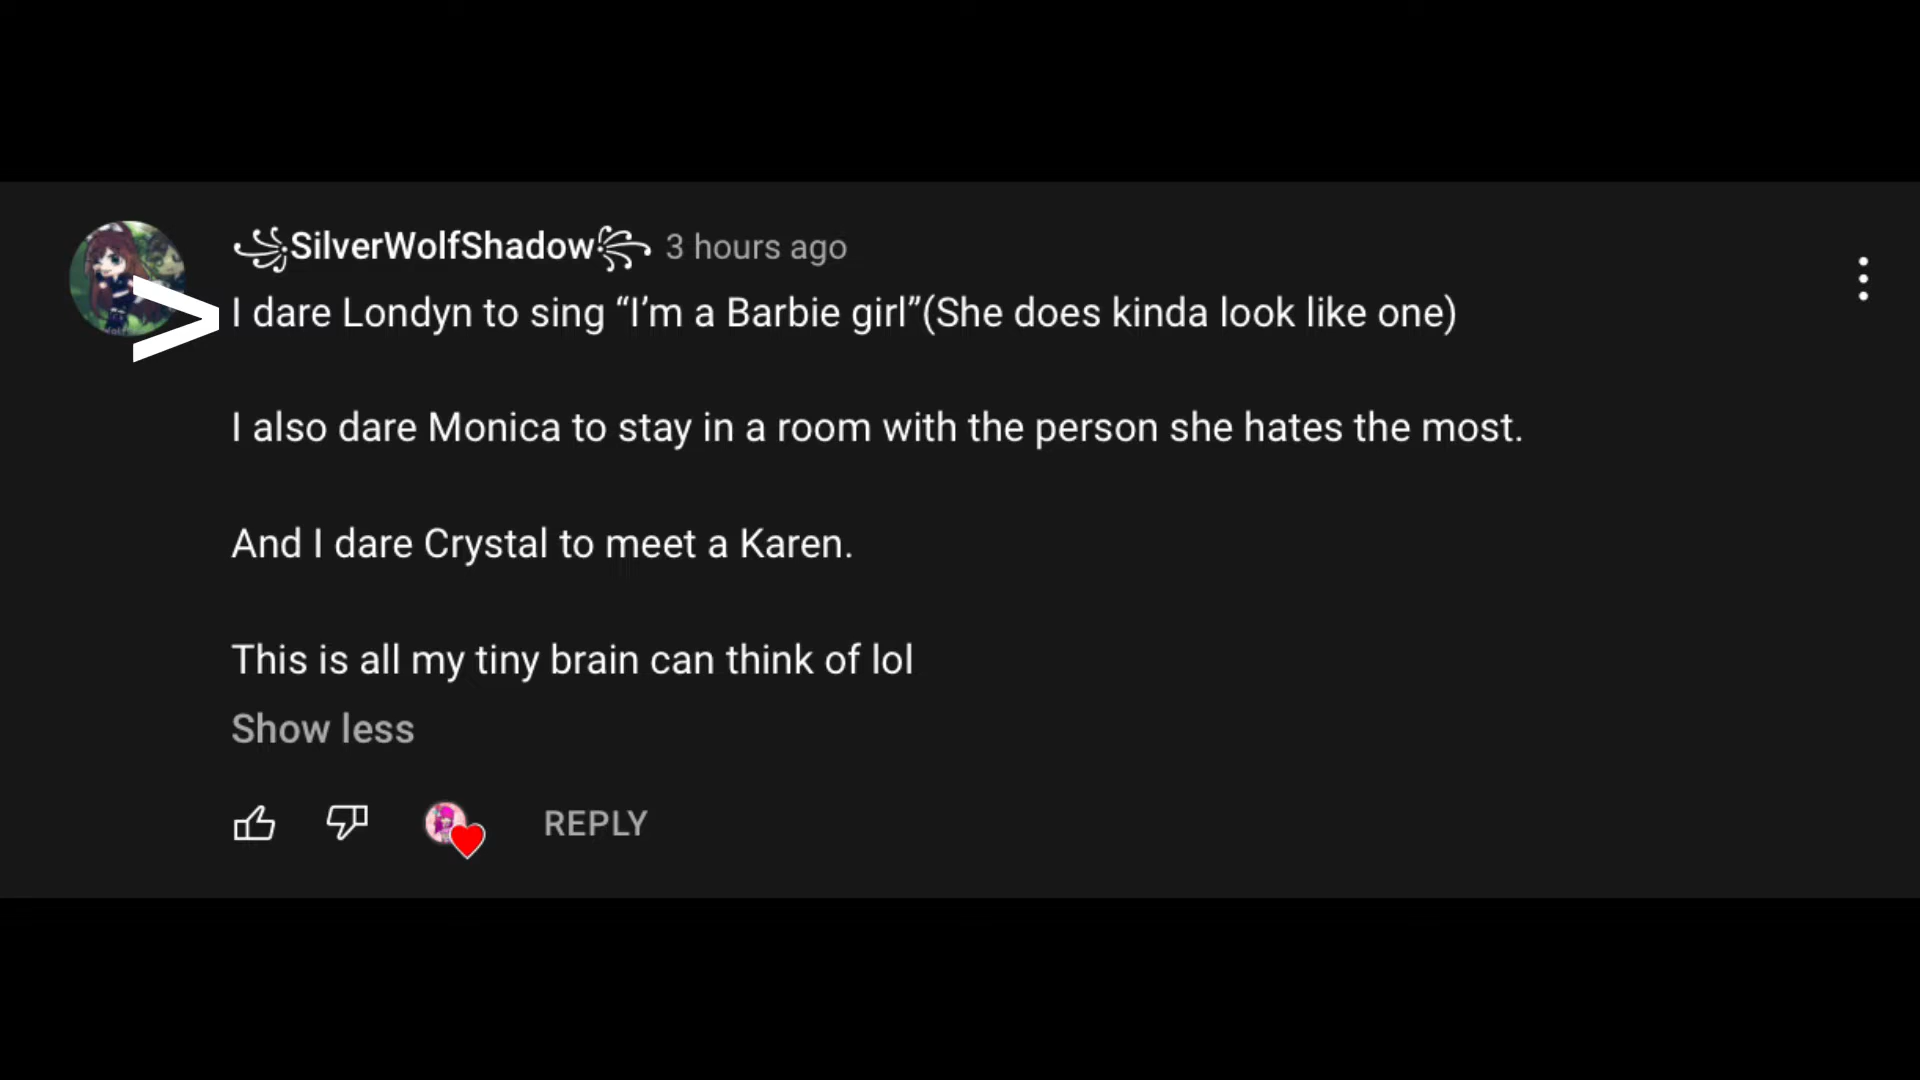 ꧁SilverWolfShadow꧂ 3 hours ago
> I dare Londyn to sing “I’m a Barbie girl”(She does kinda look like one)
I also dare Monica to stay in a room with the person she hates the most.
And I dare Crystal to meet a Karen.
This is all my tiny brain can think of lol
Show less
REPLY